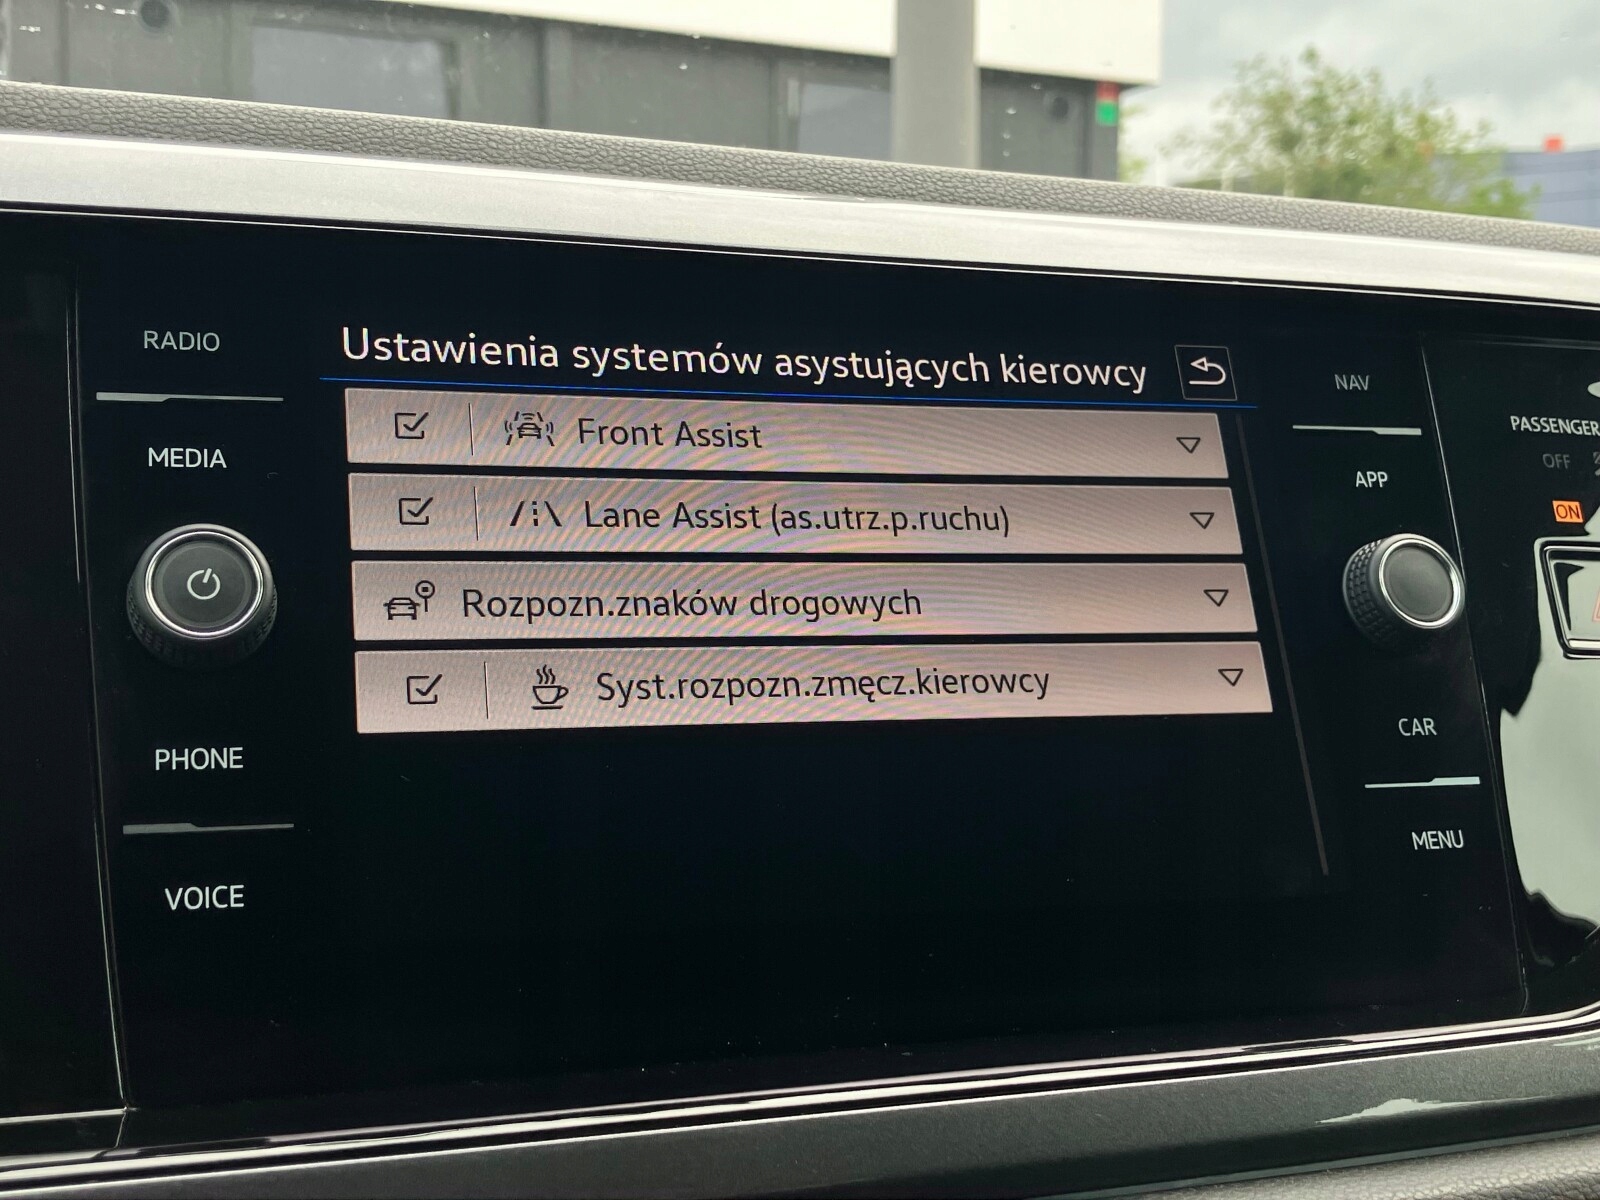 RADIO
MEDIA
PHONE
VOICE
Ustawienia systemów asystujących kierowcy
Front Assist
Lane Assist (as.utrz.p.ruchu)
Rozpozn.znaków drogowych
Syst.rozpozn.zmęcz.kierowcy
NAV
APP
CAR
MENU
PASSENGER
OFF
ON